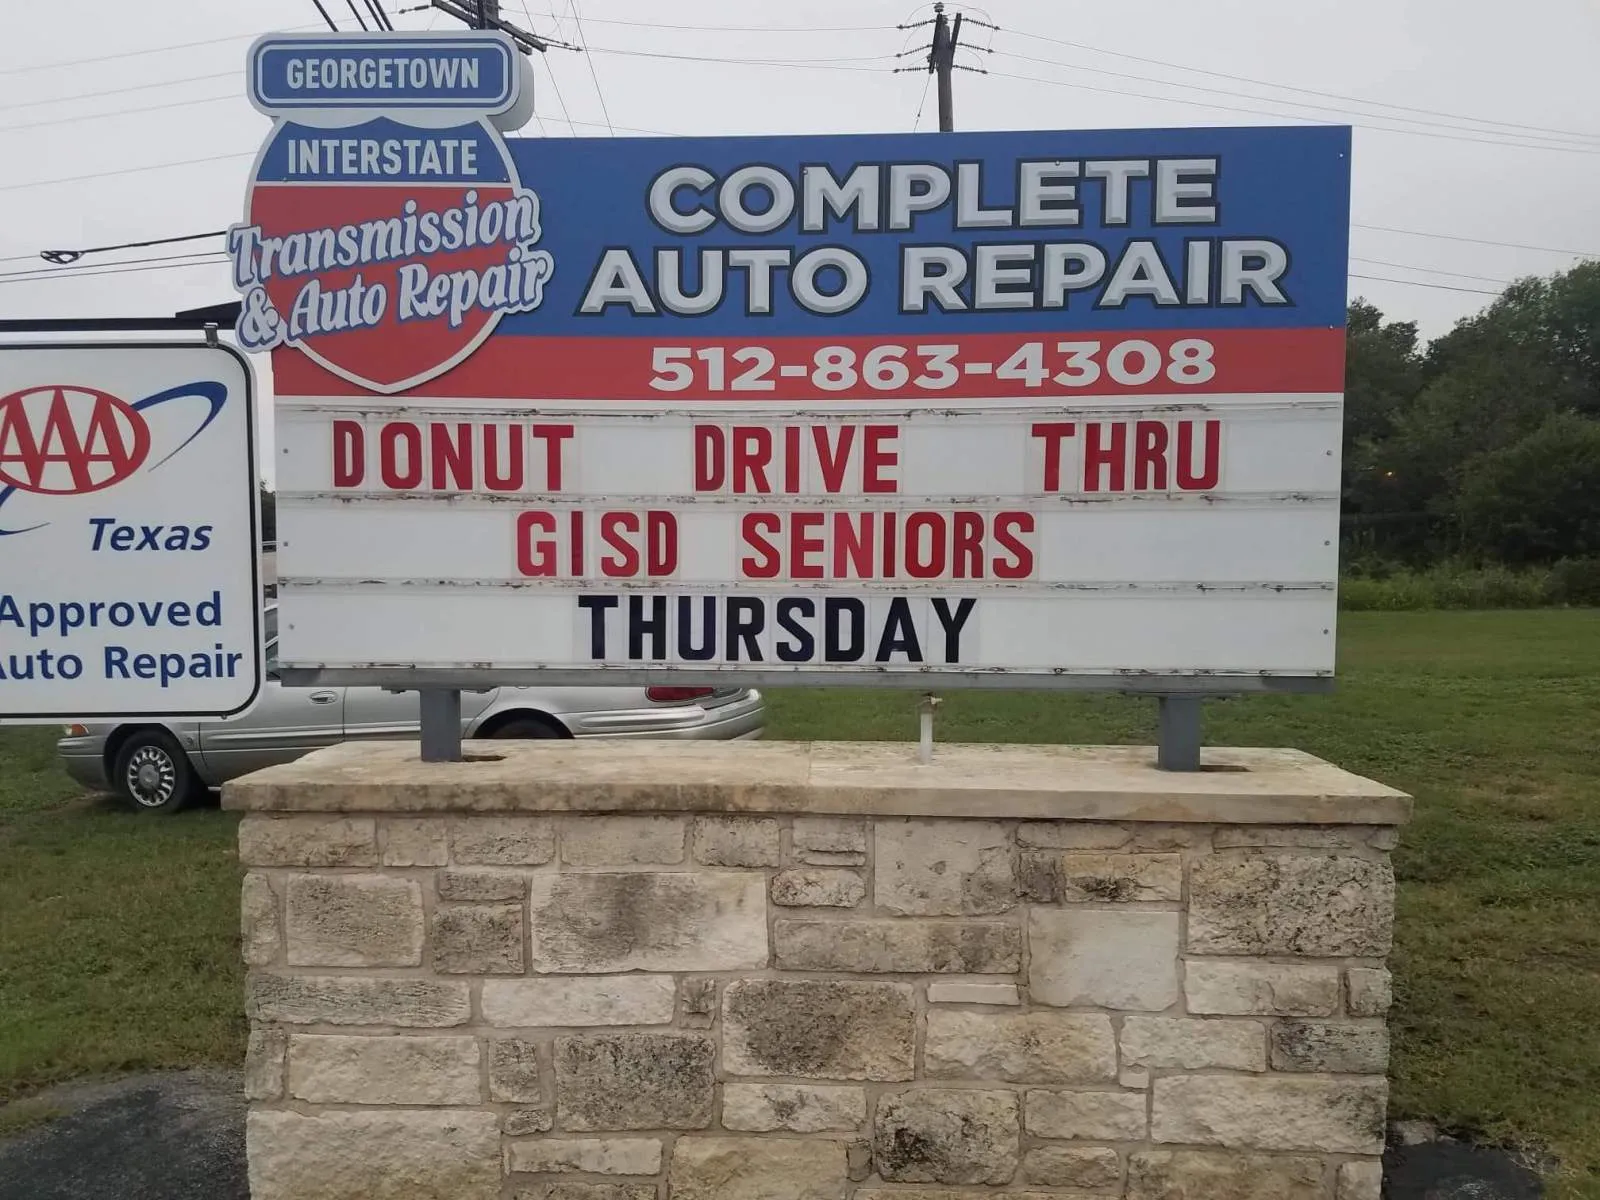 GEORGETOWN
INTERSTATE
Transmission
& Auto Repair
COMPLETE
AUTO REPAIR
512-863-4308
DONUT DRIVE THRU
GISD SENIORS
THURSDAY
AAA
Texas
Approved
Auto Repair